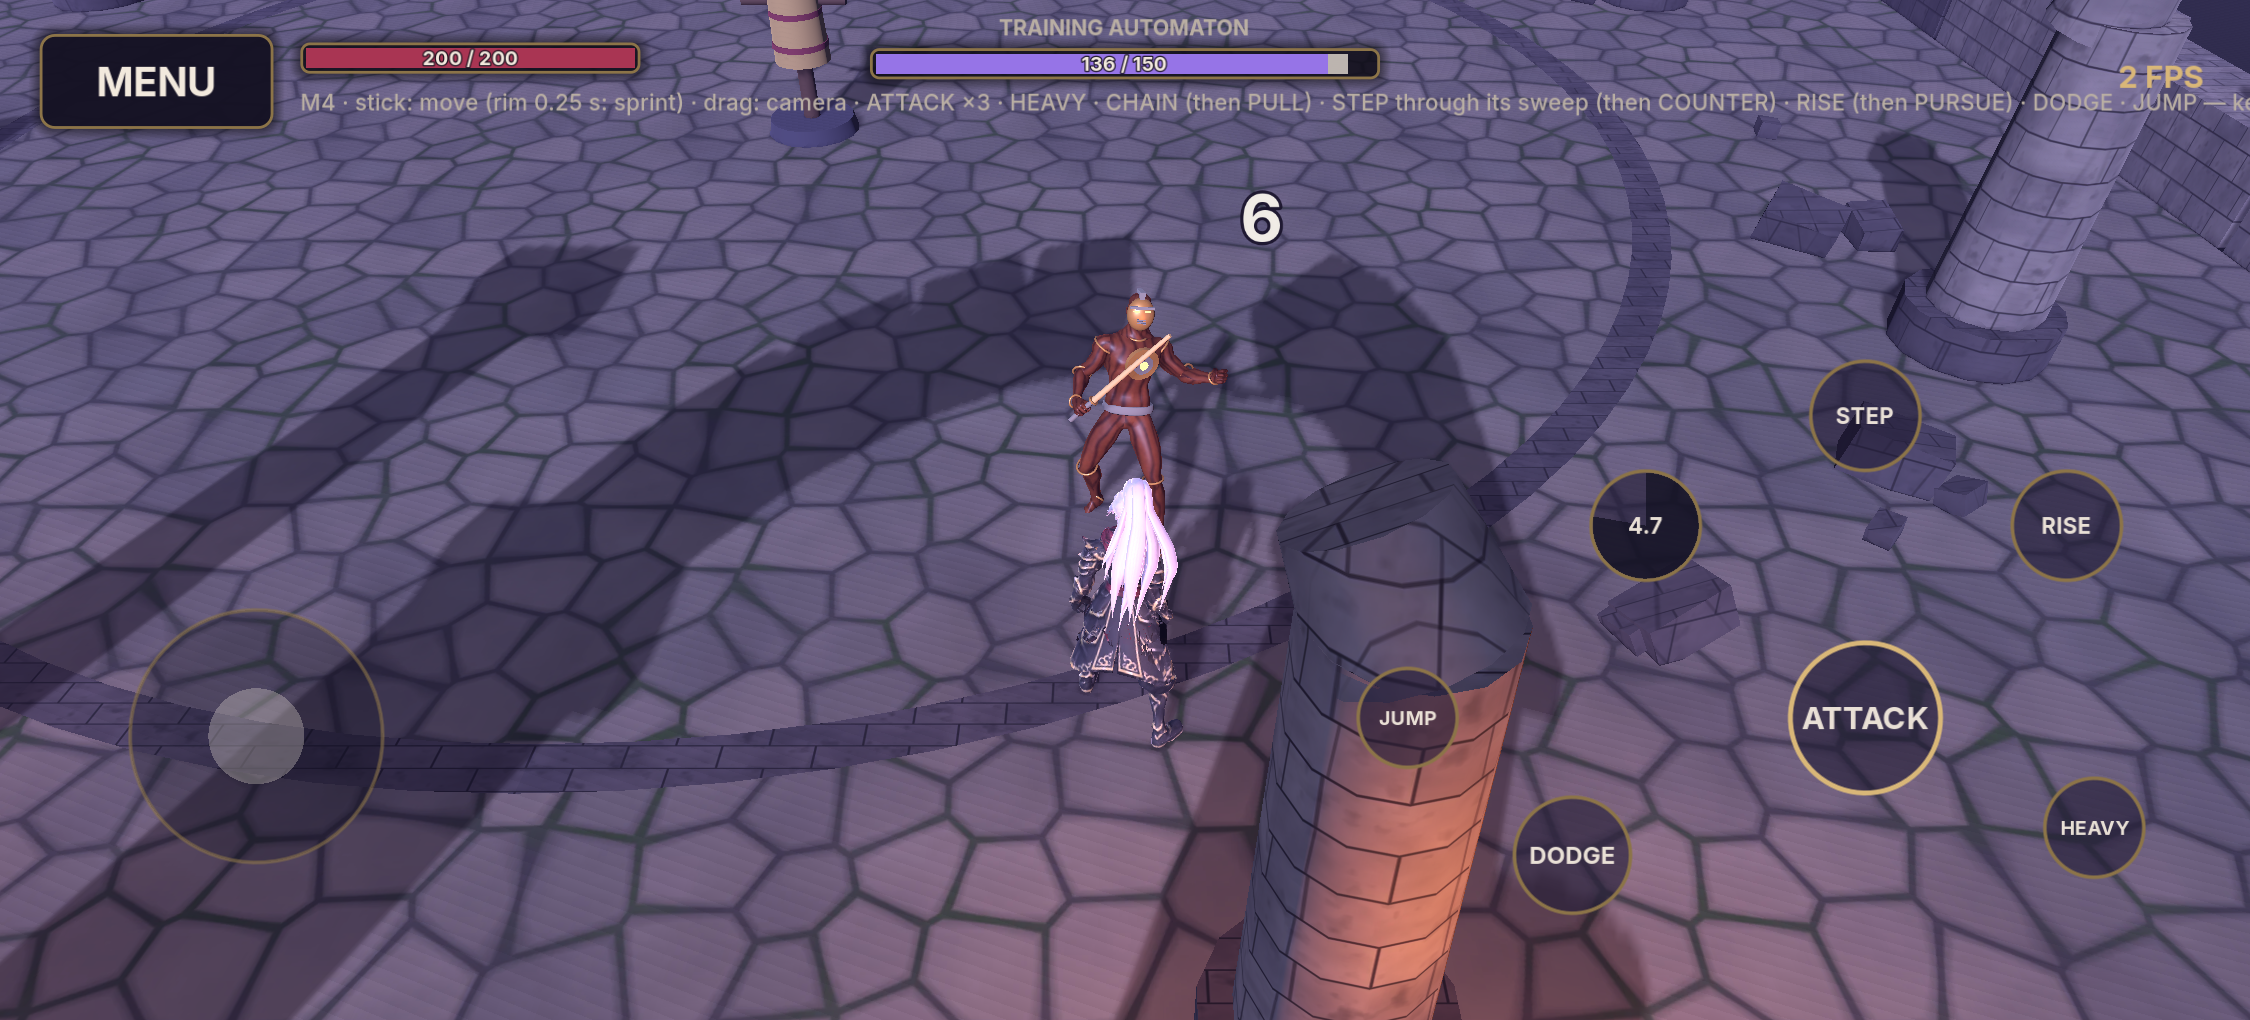 TRAINING AUTOMATON
MENU
200 / 200
136 / 150
2 FPS
M4 · stick: move (rim 0.25 s: sprint) · drag: camera · ATTACK ×3 · HEAVY · CHAIN (then PULL) · STEP through its sweep (then COUNTER) · RISE (then PURSUE) · DODGE · JUMP — ke
6
STEP
4.7
RISE
JUMP
ATTACK
HEAVY
DODGE